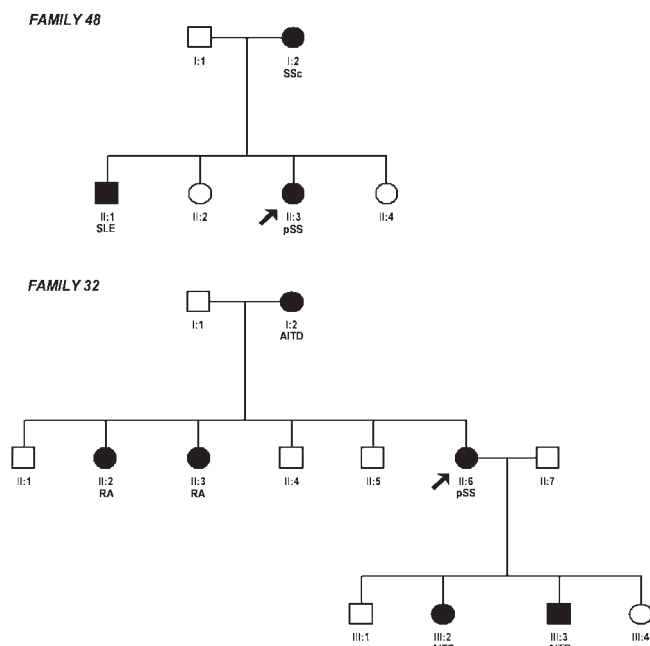 FAMILY 48
I:1 I:2
SSc
II:1 II:2 II:3 II:4
SLE pSS
FAMILY 32
I:1 I:2
AITD
II:1 II:2 II:3 II:4 II:5 II:6 II:7
RA RA pSS
III:1 III:2 III:3 III:4